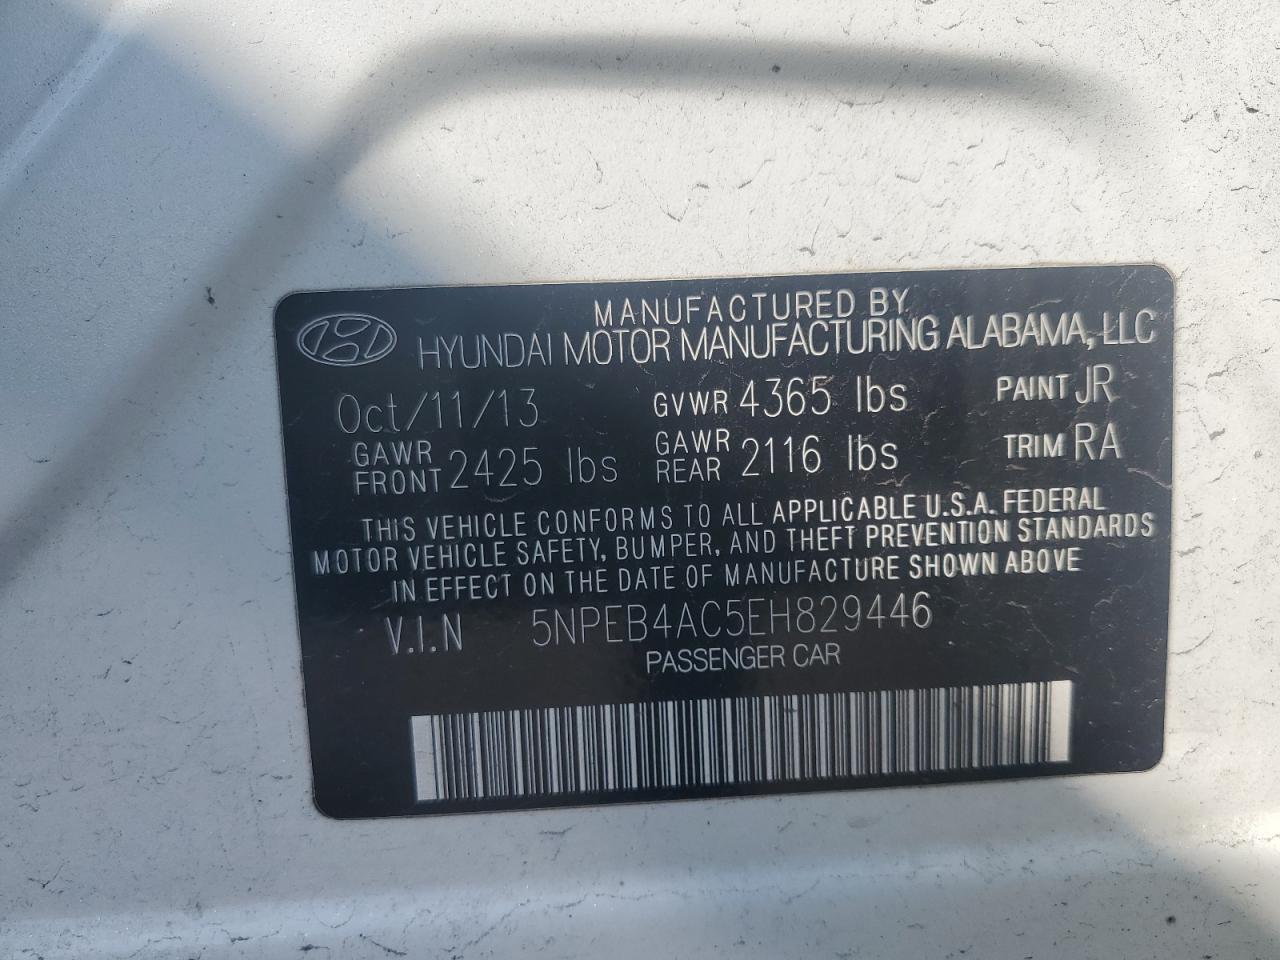 MANUFACTURED BY
HYUNDAI MOTOR MANUFACTURING ALABAMA, LLC
Oct/11/13 GVWR 4365 lbs PAINT JR
GAWR FRONT 2425 lbs GAWR REAR 2116 lbs TRIM RA
THIS VEHICLE CONFORMS TO ALL APPLICABLE U.S.A. FEDERAL
MOTOR VEHICLE SAFETY, BUMPER, AND THEFT PREVENTION STANDARDS
IN EFFECT ON THE DATE OF MANUFACTURE SHOWN ABOVE
V.I.N 5NPEB4AC5EH829446
PASSENGER CAR